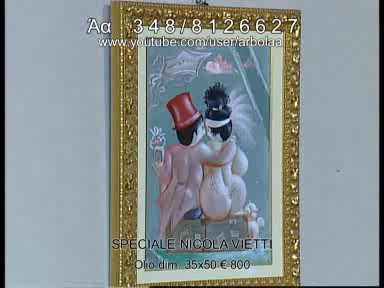 Άα 348/8126627
www.youtube.com/user/arbolaa
SPECIALE NICOLA VIETTI
Olio dim. 35x50 € 800